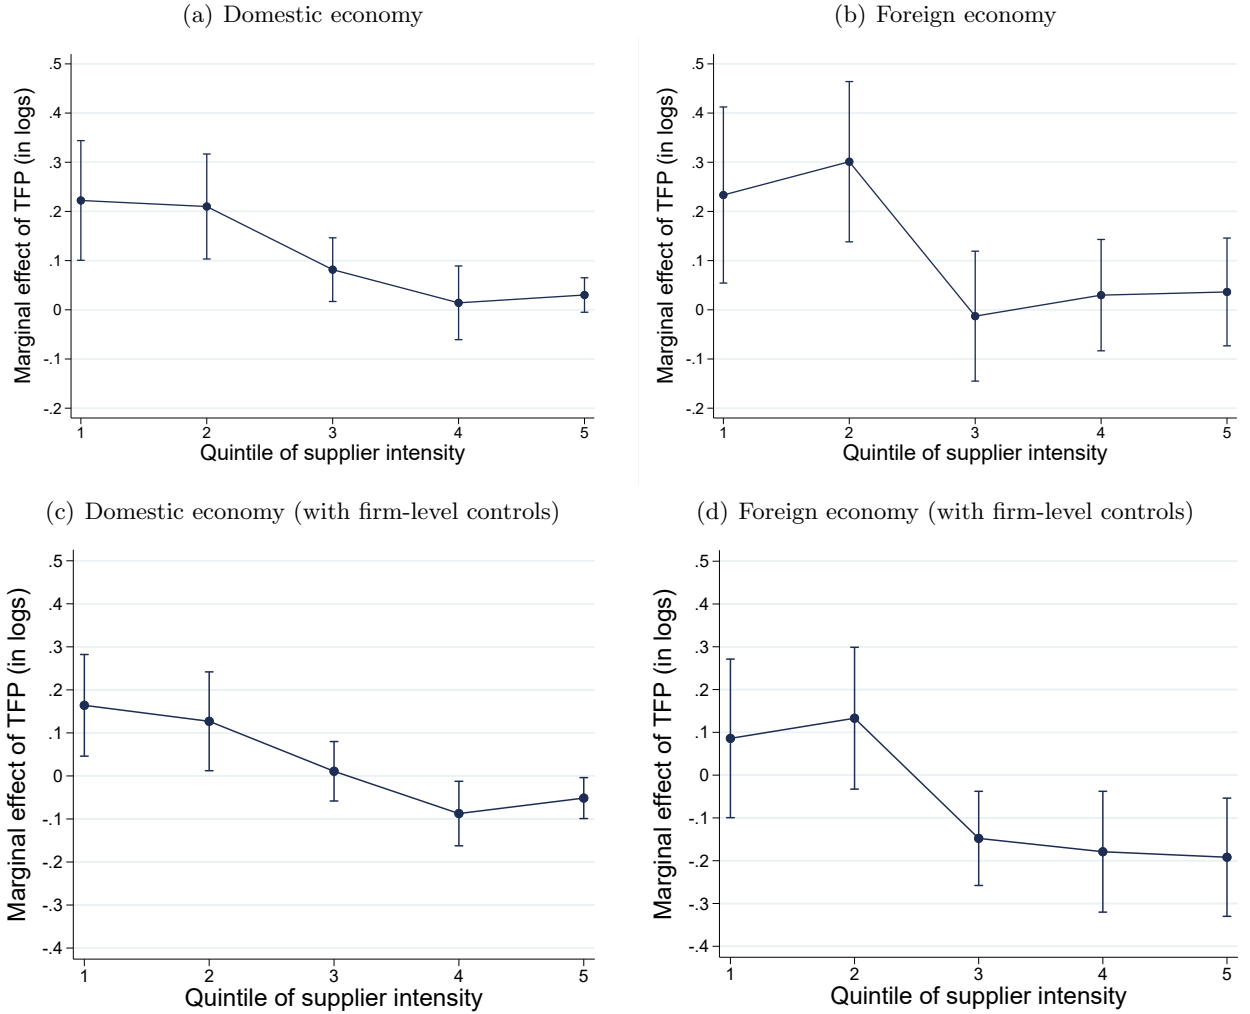 (a) Domestic economy
Marginal effect of TFP (in logs)
.5
.4
.3
.2
.1
0
-.1
-.2
1 2 3 4 5
Quintile of supplier intensity
(b) Foreign economy
Marginal effect of TFP (in logs)
.5
.4
.3
.2
.1
0
-.1
-.2
1 2 3 4 5
Quintile of supplier intensity
(c) Domestic economy (with firm-level controls)
Marginal effect of TFP (in logs)
.5
.4
.3
.2
.1
0
-.1
-.2
-.3
-.4
1 2 3 4 5
Quintile of supplier intensity
(d) Foreign economy (with firm-level controls)
Marginal effect of TFP (in logs)
.5
.4
.3
.2
.1
0
-.1
-.2
-.3
-.4
1 2 3 4 5
Quintile of supplier intensity